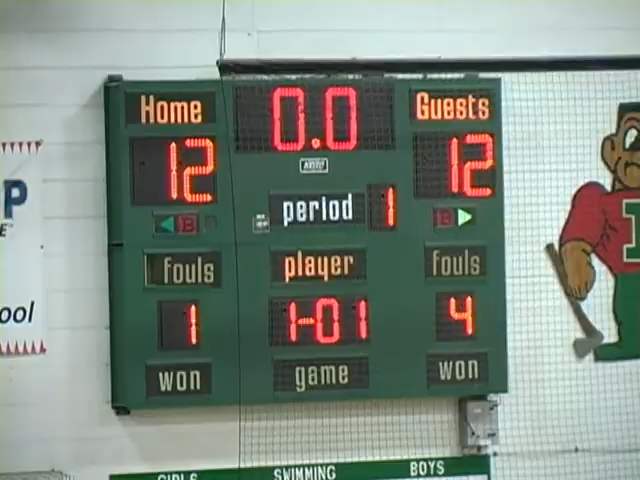 Home 0.0 Guests
12 12
period 1
B B
fouls player fouls
1 1-01 4
won game won
P
ool
GIRLS SWIMMING BOYS